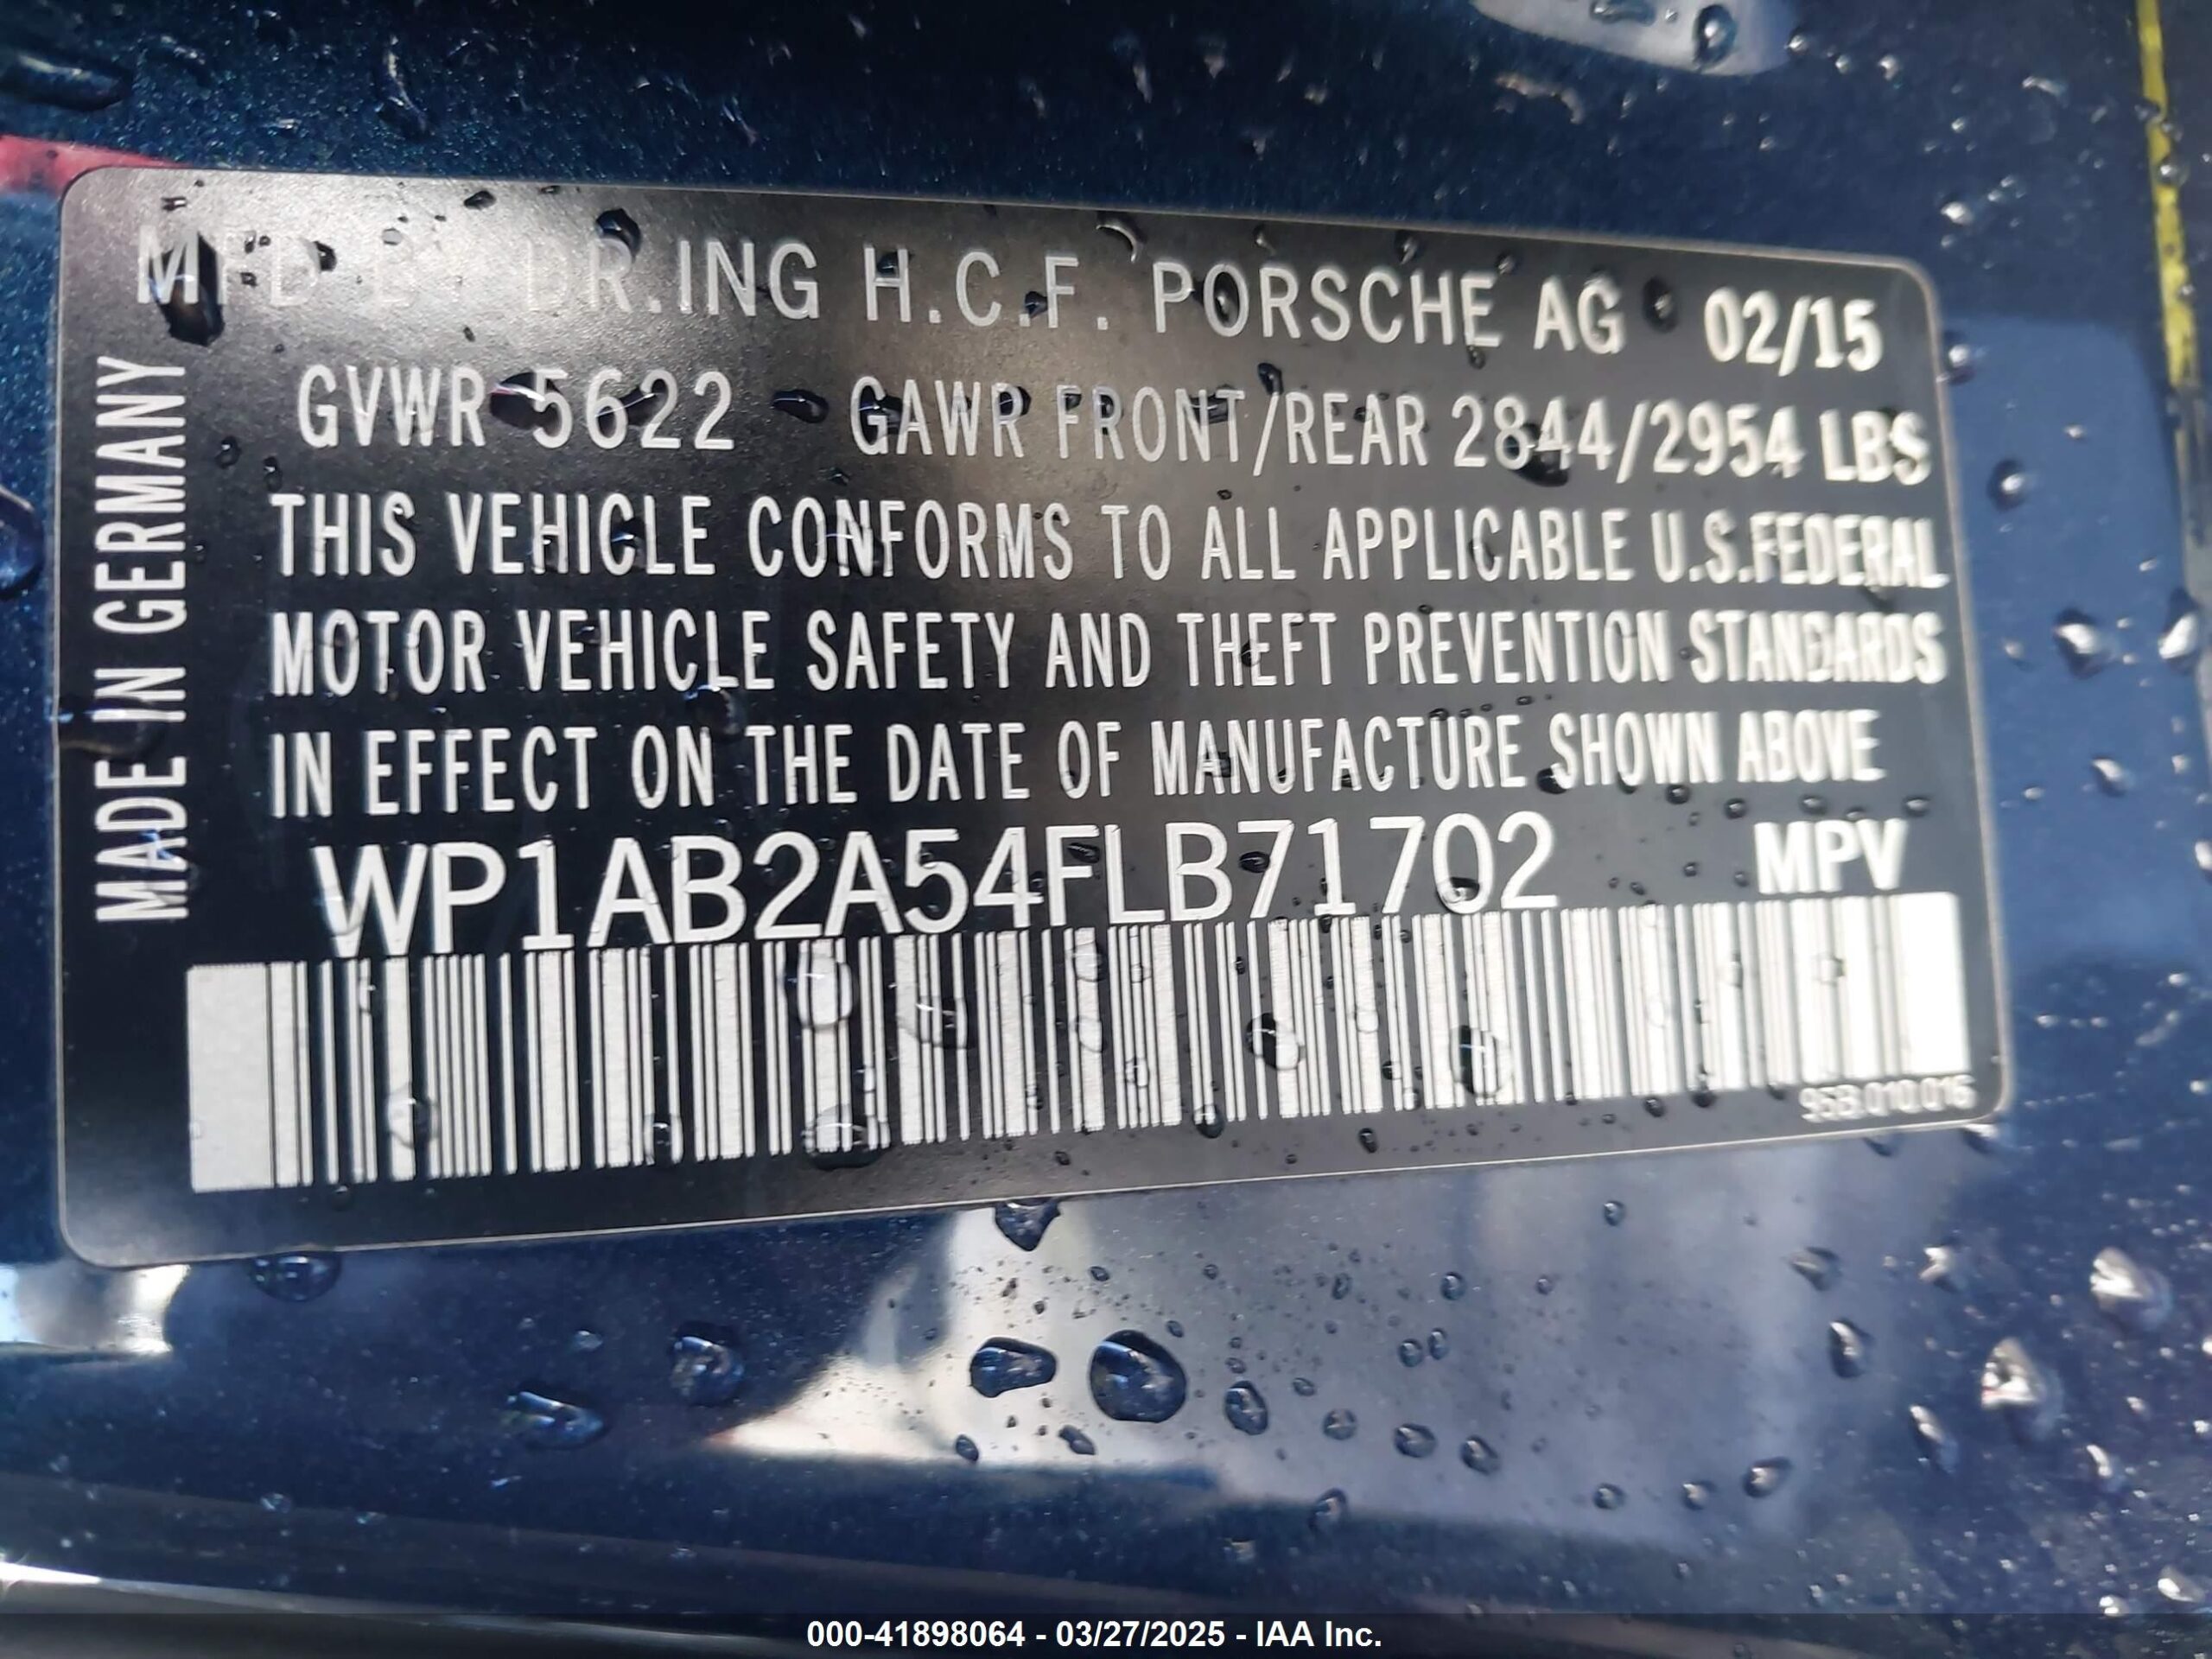 MFD BY DR.ING H.C.F. PORSCHE AG 02/15
GVWR 5622 GAWR FRONT/REAR 2844/2954 LBS
THIS VEHICLE CONFORMS TO ALL APPLICABLE U.S.FEDERAL
MOTOR VEHICLE SAFETY AND THEFT PREVENTION STANDARDS
IN EFFECT ON THE DATE OF MANUFACTURE SHOWN ABOVE
WP1AB2A54FLB71702 MPV
95B.010.016
MADE IN GERMANY
000-41898064 - 03/27/2025 - IAA Inc.